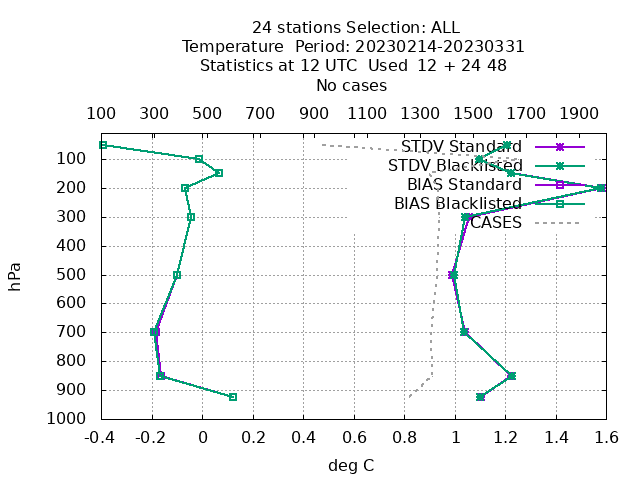 24 stations Selection: ALL
Temperature  Period: 20230214-20230331
Statistics at 12 UTC  Used  12 + 24 48
No cases
100 300 500 700 900 1100 1300 1500 1700 1900
STDV Standard
STDV Blacklisted
BIAS Standard
BIAS Blacklisted
CASES
hPa
100
200
300
400
500
600
700
800
900
1000
-0.4 -0.2 0 0.2 0.4 0.6 0.8 1 1.2 1.4 1.6
deg C